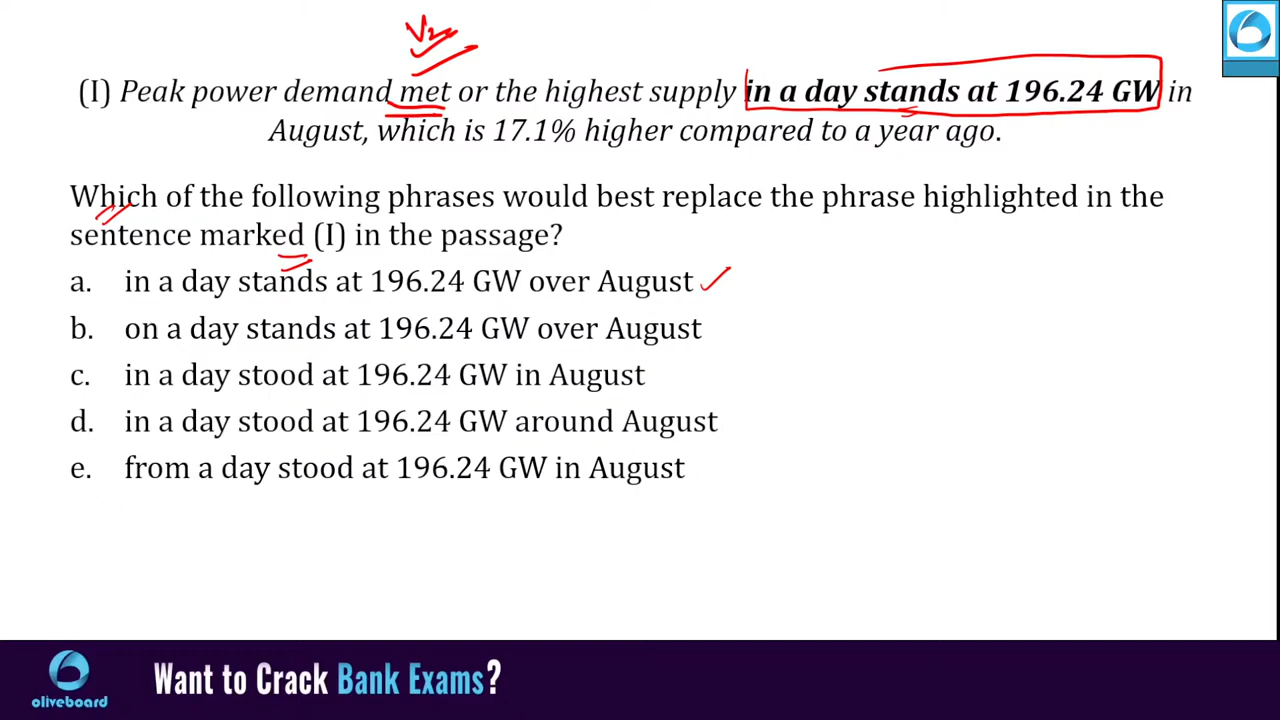 V₂
(I) Peak power demand met or the highest supply in a day stands at 196.24 GW in
August, which is 17.1% higher compared to a year ago.
Which of the following phrases would best replace the phrase highlighted in the
sentence marked (I) in the passage?
a. in a day stands at 196.24 GW over August
b. on a day stands at 196.24 GW over August
c. in a day stood at 196.24 GW in August
d. in a day stood at 196.24 GW around August
e. from a day stood at 196.24 GW in August
Want to Crack Bank Exams?
oliveboard